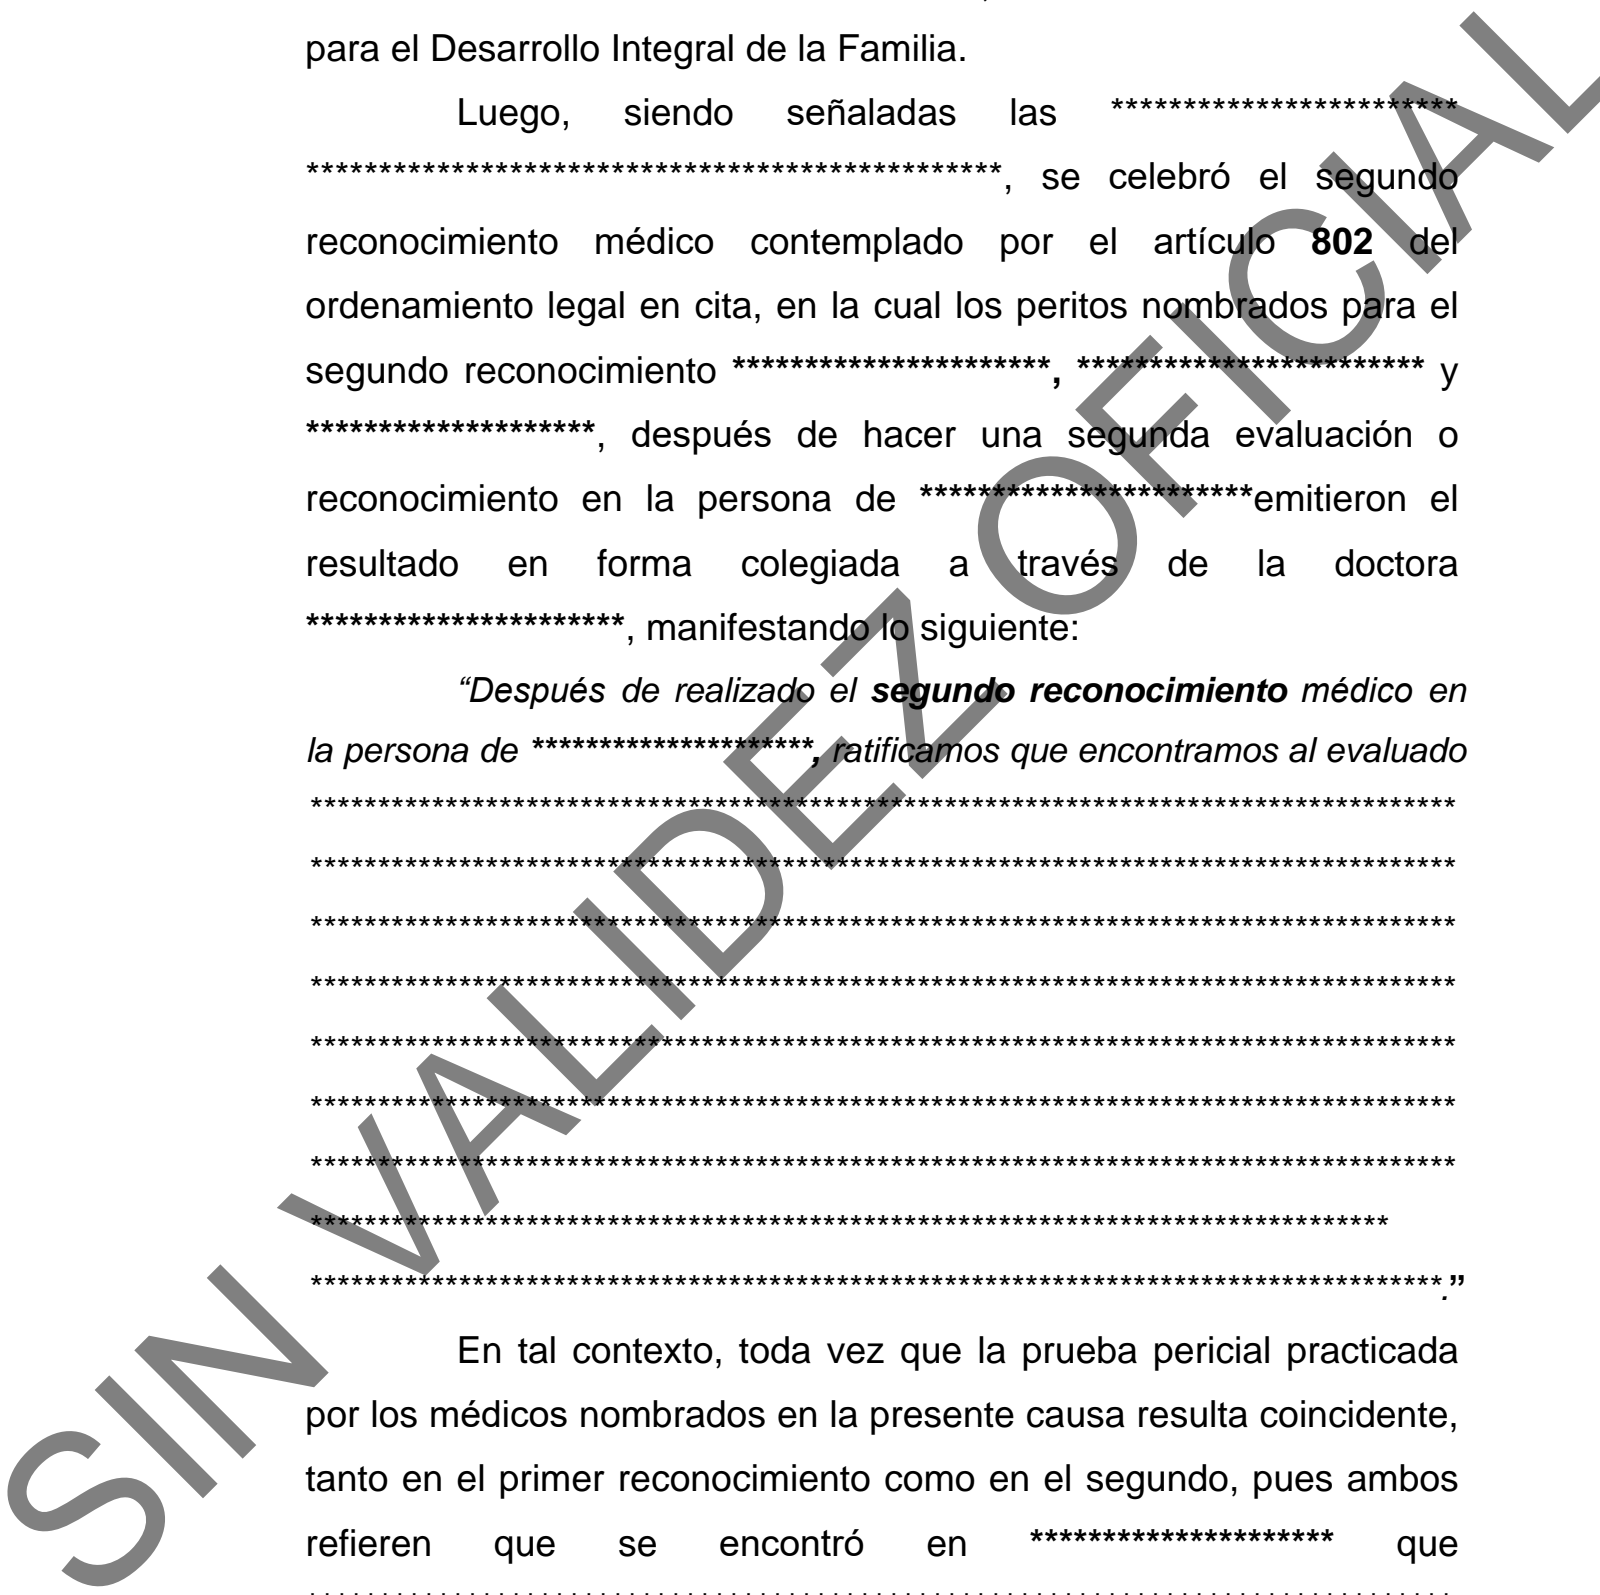 para el Desarrollo Integral de la Familia.
Luego, siendo señaladas las ************************
************************************************, se celebró el segundo
reconocimiento médico contemplado por el artículo 802 del
ordenamiento legal en cita, en la cual los peritos nombrados para el
segundo reconocimiento **********************, ************************ y
********************, después de hacer una segunda evaluación o
reconocimiento en la persona de ***********************emitieron el
resultado en forma colegiada a través de la doctora
**********************, manifestando lo siguiente:
“Después de realizado el segundo reconocimiento médico en
la persona de *********************, ratificamos que encontramos al evaluado
*************************************************************************************
*************************************************************************************
*************************************************************************************
*************************************************************************************
*************************************************************************************
*************************************************************************************
*************************************************************************************
********************************************************************************
************************************************************************************.”
En tal contexto, toda vez que la prueba pericial practicada
por los médicos nombrados en la presente causa resulta coincidente,
tanto en el primer reconocimiento como en el segundo, pues ambos
refieren que se encontró en ********************* que
SIN VALIDEZ OFICIAL